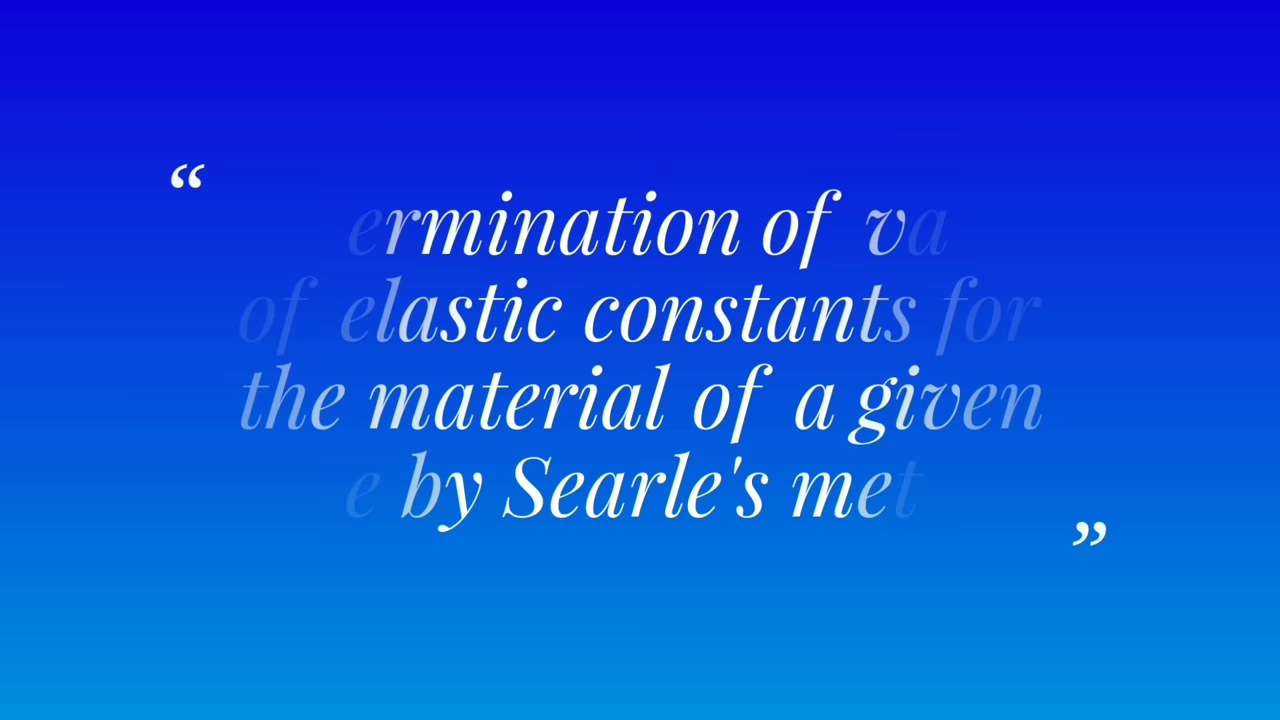 “
ermination of va
of elastic constants for
the material of a given
e by Searle's met
”